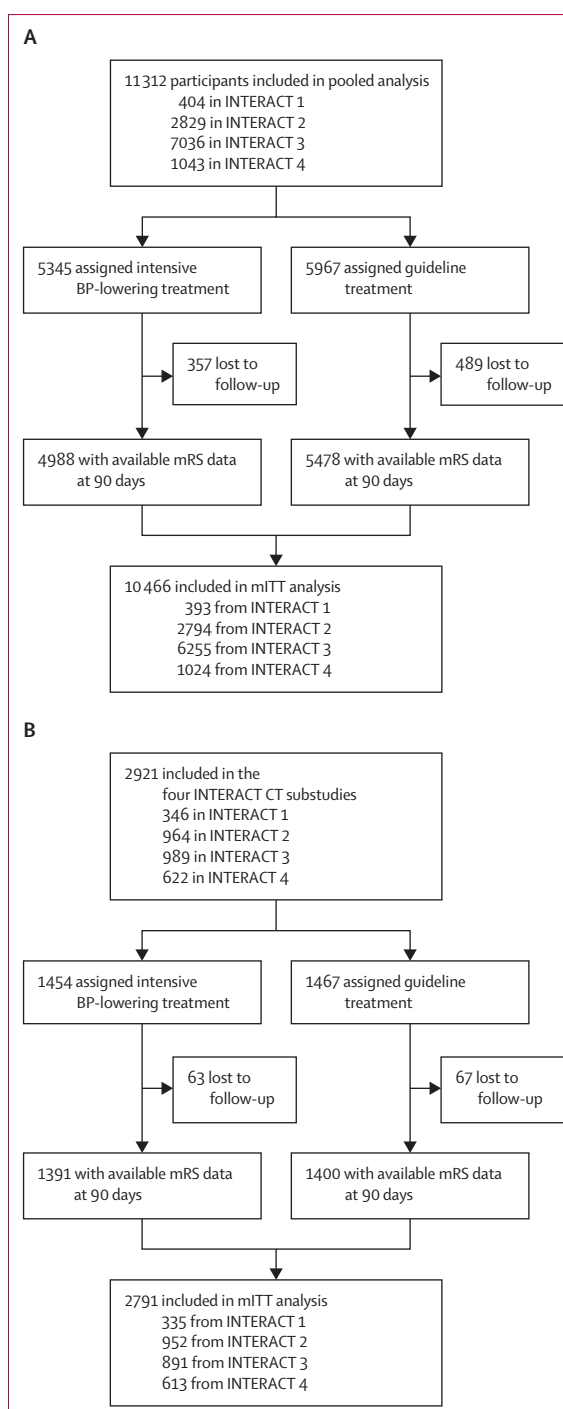 A
11312 participants included in pooled analysis
404 in INTERACT 1
2829 in INTERACT 2
7036 in INTERACT 3
1043 in INTERACT 4
5345 assigned intensive
BP-lowering treatment
5967 assigned guideline
treatment
357 lost to
follow-up
489 lost to
follow-up
4988 with available mRS data
at 90 days
5478 with available mRS data
at 90 days
10 466 included in mITT analysis
393 from INTERACT 1
2794 from INTERACT 2
6255 from INTERACT 3
1024 from INTERACT 4
B
2921 included in the
four INTERACT CT substudies
346 in INTERACT 1
964 in INTERACT 2
989 in INTERACT 3
622 in INTERACT 4
1454 assigned intensive
BP-lowering treatment
1467 assigned guideline
treatment
63 lost to
follow-up
67 lost to
follow-up
1391 with available mRS data
at 90 days
1400 with available mRS data
at 90 days
2791 included in mITT analysis
335 from INTERACT 1
952 from INTERACT 2
891 from INTERACT 3
613 from INTERACT 4